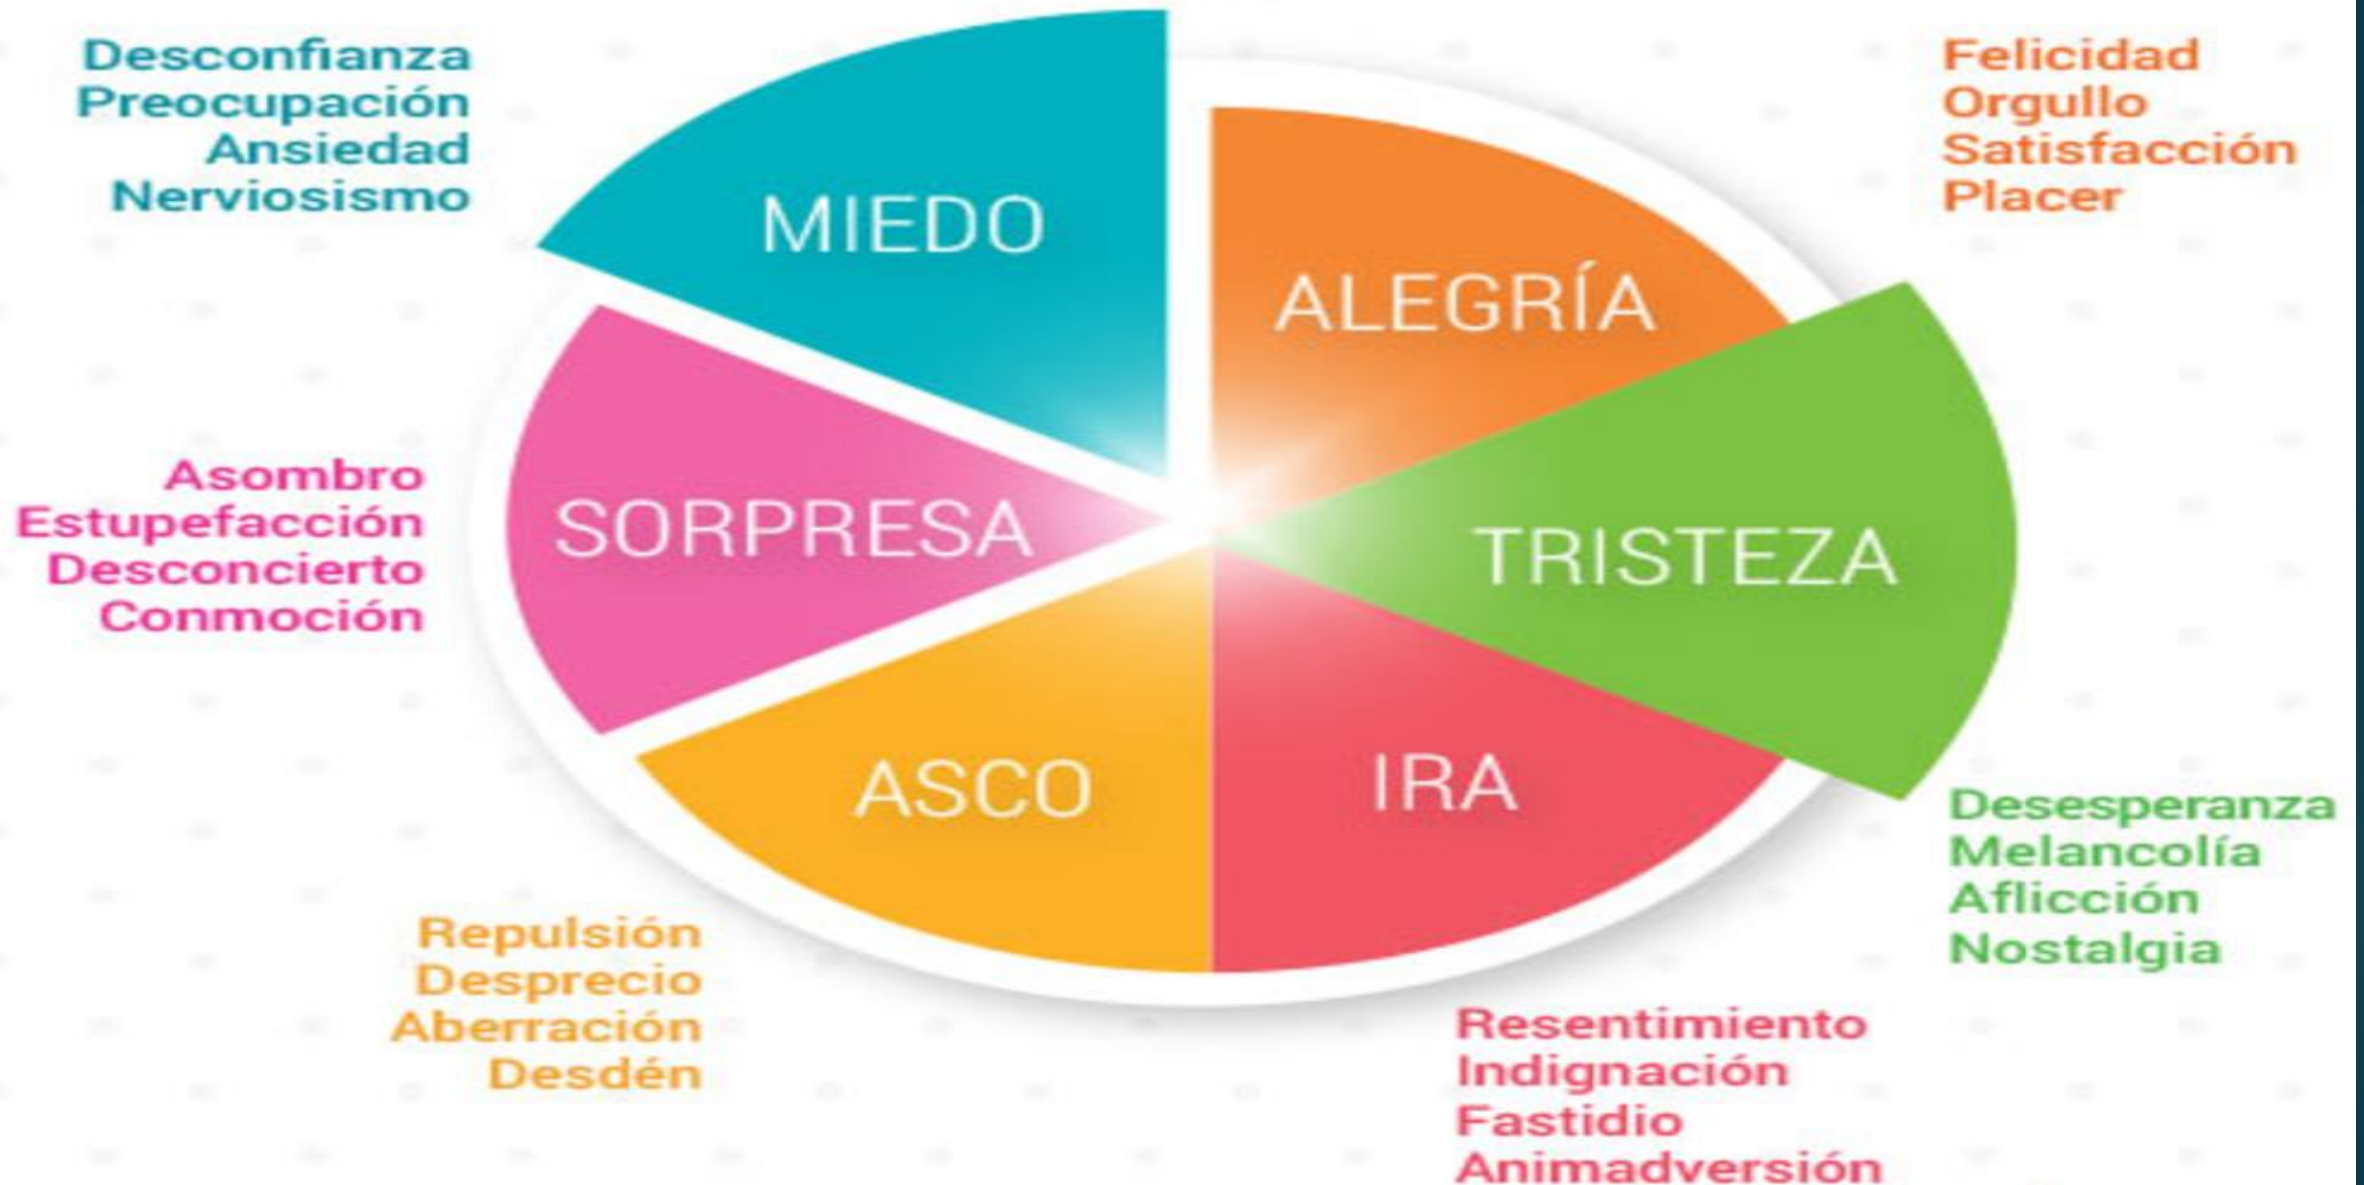 Desconfianza
Preocupación
Ansiedad
Nerviosismo
MIEDO
Felicidad
Orgullo
Satisfacción
Placer
ALEGRÍA
Asombro
Estupefacción
Desconcierto
Conmoción
SORPRESA
TRISTEZA
Desesperanza
Melancolía
Aflicción
Nostalgia
ASCO
Repulsión
Desprecio
Aberración
Desdén
IRA
Resentimiento
Indignación
Fastidio
Animadversión